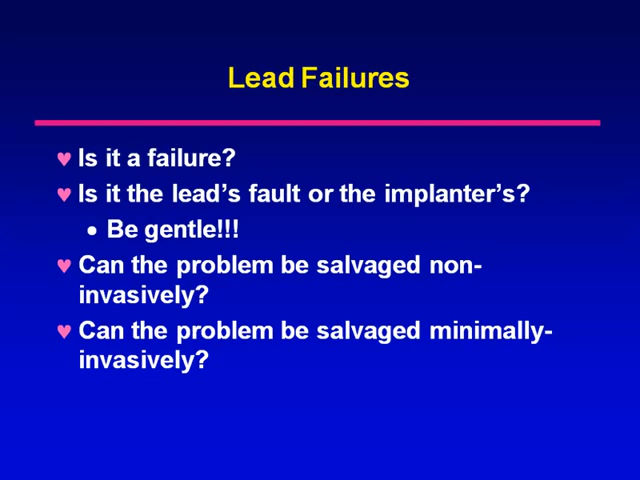 Lead Failures
♥ Is it a failure?
♥ Is it the lead's fault or the implanter's?
• Be gentle!!!
♥ Can the problem be salvaged non-
invasively?
♥ Can the problem be salvaged minimally-
invasively?